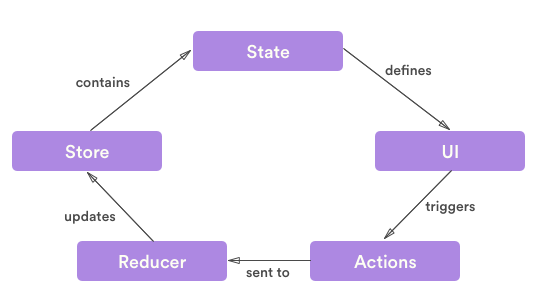 State
defines
contains
Store
UI
triggers
updates
Reducer
sent to
Actions